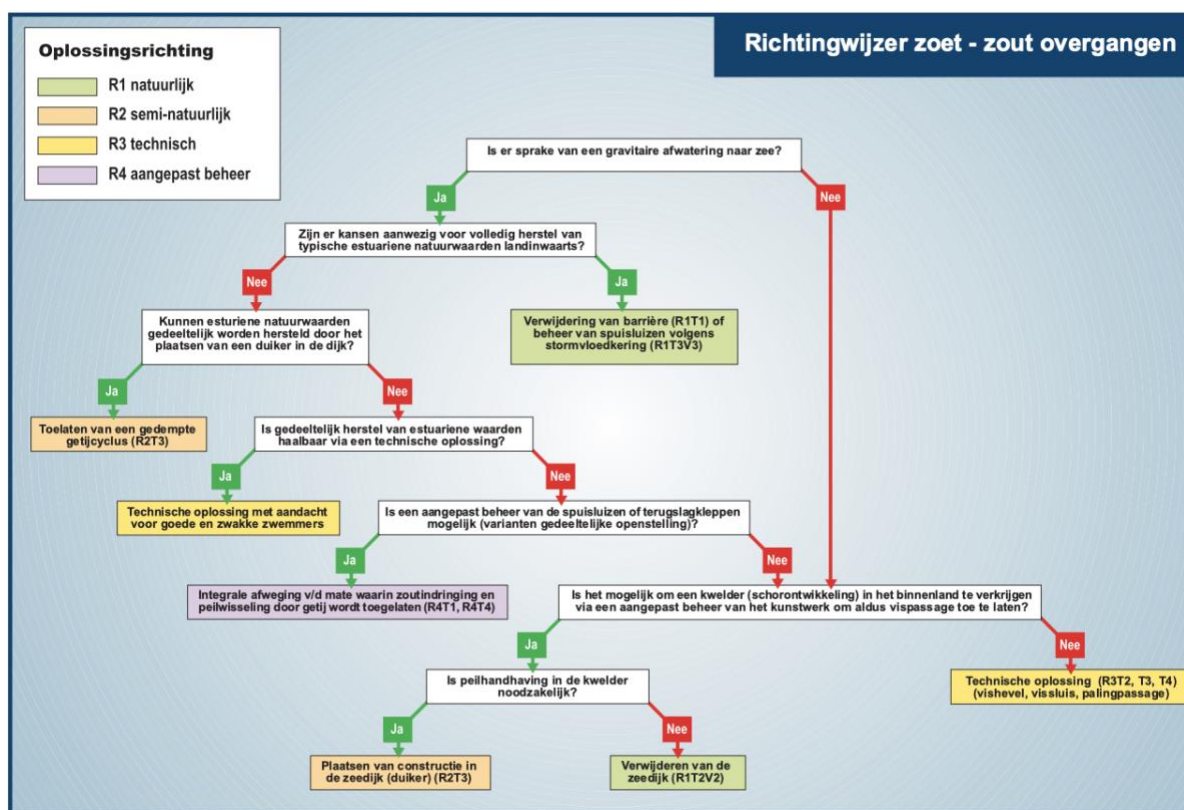 Richtingwijzer zoet - zout overgangen
Oplossingsrichting
R1 natuurlijk
R2 semi-natuurlijk
R3 technisch
R4 aangepast beheer
Is er sprake van een gravitaire afwatering naar zee?
Ja
Nee
Zijn er kansen aanwezig voor volledig herstel van
typische estuariene natuurwaarden landinwaarts?
Nee
Ja
Kunnen esturiene natuurwaarden
gedeeltelijk worden hersteld door het
plaatsen van een duiker in de dijk?
Verwijdering van barrière (R1T1) of
beheer van spuisluizen volgens
stormvloedkering (R1T3V3)
Ja
Nee
Toelaten van een gedempte
getijcyclus (R2T3)
Is gedeeltelijk herstel van estuariene waarden
haalbaar via een technische oplossing?
Ja
Nee
Technische oplossing met aandacht
voor goede en zwakke zwemmers
Is een aangepast beheer van de spuisluizen of terugslagkleppen
mogelijk (varianten gedeeltelijke openstelling)?
Ja
Nee
Integrale afweging v/d mate waarin zoutindringing en
peilwisseling door getij wordt toegelaten (R4T1, R4T4)
Is het mogelijk om een kwelder (schorontwikkeling) in het binnenland te verkrijgen
via een aangepast beheer van het kunstwerk om aldus vispassage toe te laten?
Ja
Nee
Is peilhandhaving in de kwelder
noodzakelijk?
Technische oplossing (R3T2, T3, T4)
(vishevel, vissluis, palingpassage)
Ja
Nee
Plaatsen van constructie in
de zeedijk (duiker) (R2T3)
Verwijderen van de
zeedijk (R1T2V2)